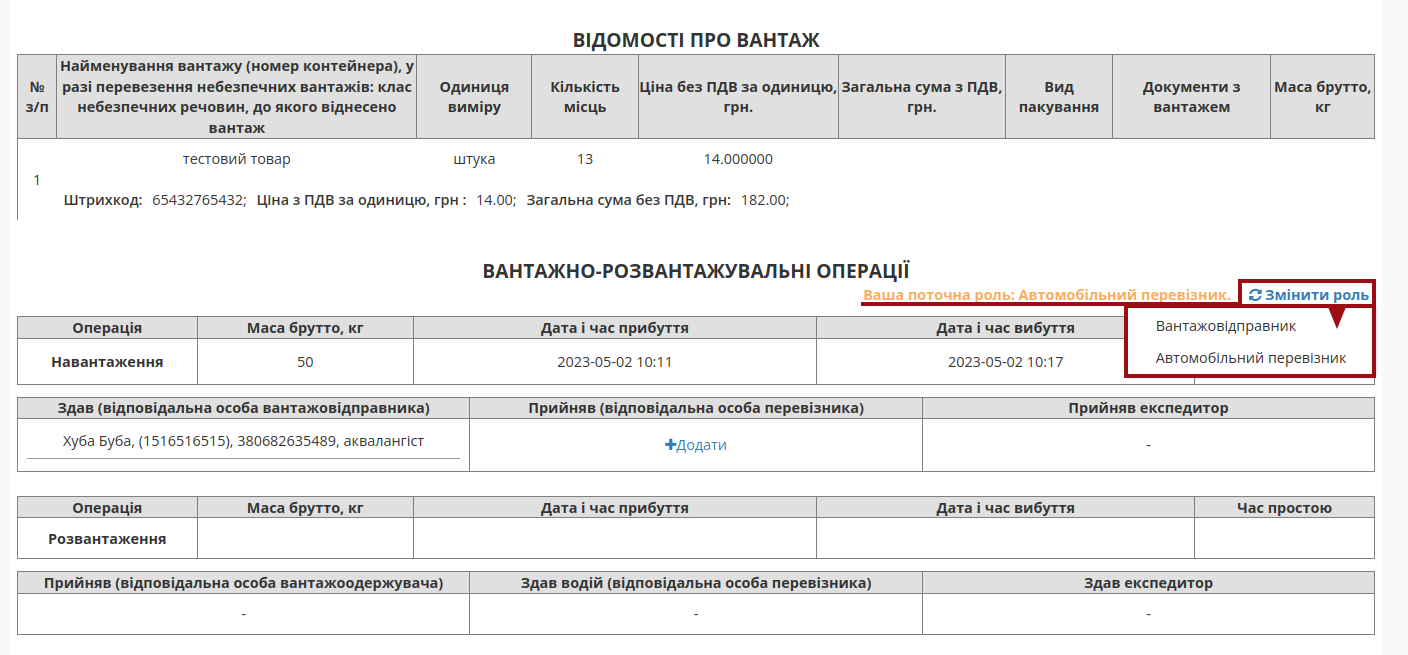 ВІДОМОСТІ ПРО ВАНТАЖ
№ з/п
Найменування вантажу (номер контейнера), у разі перевезення небезпечних вантажів: клас небезпечних речовин, до якого віднесено вантаж
Одиниця виміру
Кількість місць
Ціна без ПДВ за одиницю, грн.
Загальна сума з ПДВ, грн.
Вид пакування
Документи з вантажем
Маса брутто, кг
1
тестовий товар
штука
13
14.000000
Штрихкод: 65432765432; Ціна з ПДВ за одиницю, грн : 14.00; Загальна сума без ПДВ, грн: 182.00;
ВАНТАЖНО-РОЗВАНТАЖУВАЛЬНІ ОПЕРАЦІЇ
Ваша поточна роль: Автомобільний перевізник.
Змінити роль
Вантажовідправник
Автомобільний перевізник
Операція
Маса брутто, кг
Дата і час прибуття
Дата і час вибуття
Навантаження
50
2023-05-02 10:11
2023-05-02 10:17
Здав (відповідальна особа вантажовідправника)
Прийняв (відповідальна особа перевізника)
Прийняв експедитор
Хуба Буба, (1516516515), 380682635489, аквалангіст
Додати
-
Операція
Маса брутто, кг
Дата і час прибуття
Дата і час вибуття
Час простою
Розвантаження
Прийняв (відповідальна особа вантажоодержувача)
Здав водій (відповідальна особа перевізника)
Здав експедитор
-
-
-